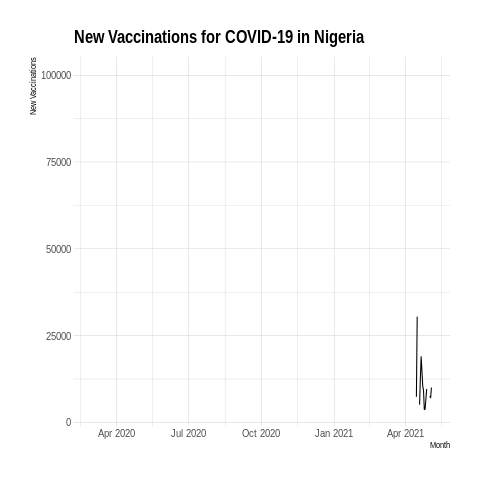 New Vaccinations for COVID-19 in Nigeria
New Vaccinations
100000
75000
50000
25000
0
Apr 2020 Jul 2020 Oct 2020 Jan 2021 Apr 2021
Month